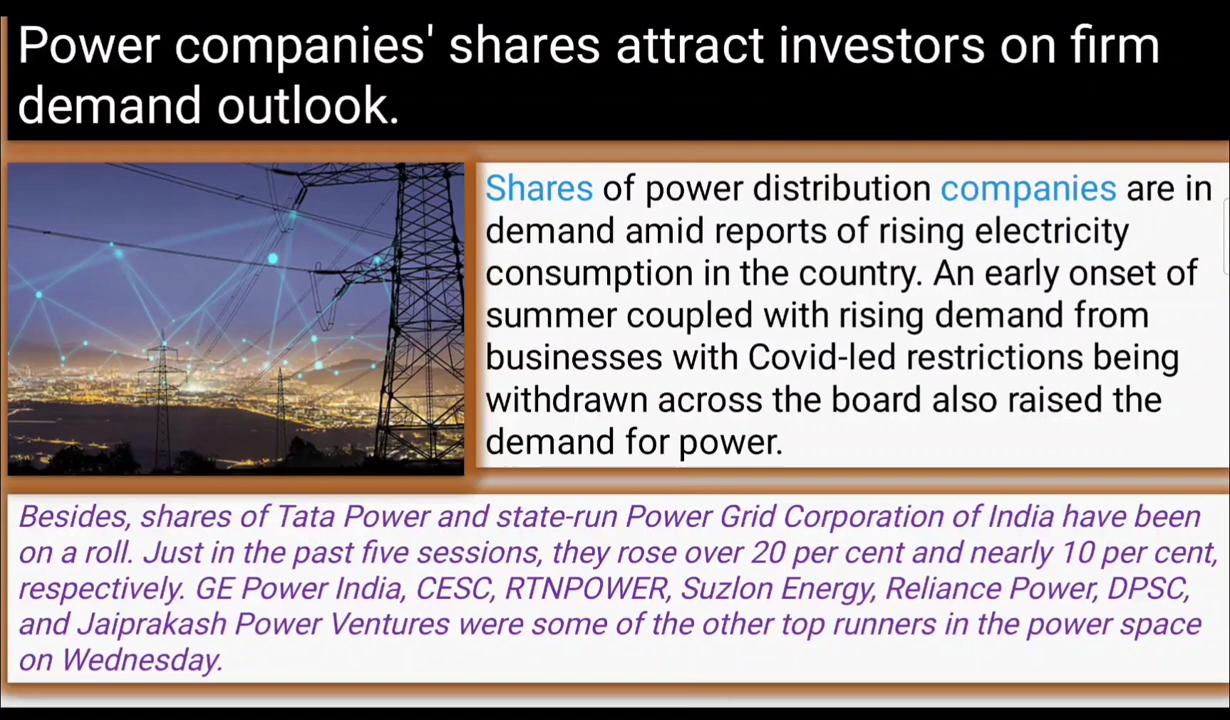 Power companies' shares attract investors on firm
demand outlook.
Shares of power distribution companies are in
demand amid reports of rising electricity
consumption in the country. An early onset of
summer coupled with rising demand from
businesses with Covid-led restrictions being
withdrawn across the board also raised the
demand for power.
Besides, shares of Tata Power and state-run Power Grid Corporation of India have been
on a roll. Just in the past five sessions, they rose over 20 per cent and nearly 10 per cent,
respectively. GE Power India, CESC, RTNPOWER, Suzlon Energy, Reliance Power, DPSC,
and Jaiprakash Power Ventures were some of the other top runners in the power space
on Wednesday.